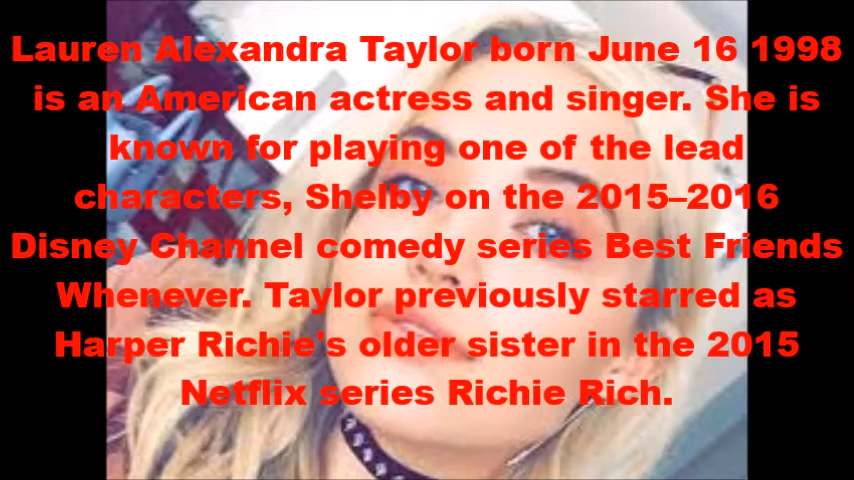 Lauren Alexandra Taylor born June 16 1998
is an American actress and singer. She is
known for playing one of the lead
characters, Shelby on the 2015–2016
Disney Channel comedy series Best Friends
Whenever. Taylor previously starred as
Harper Richie's older sister in the 2015
Netflix series Richie Rich.